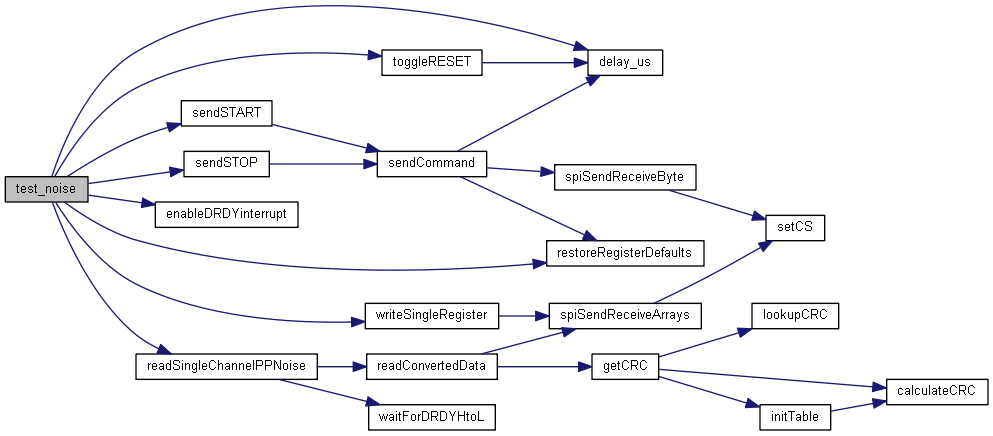 delay_us
toggleRESET
sendSTART
sendSTOP
sendCommand
spiSendReceiveByte
test_noise
enableDRDYinterrupt
setCS
restoreRegisterDefaults
writeSingleRegister
spiSendReceiveArrays
lookupCRC
readSingleChannelPPNoise
readConvertedData
getCRC
calculateCRC
waitForDRDYHtoL
initTable